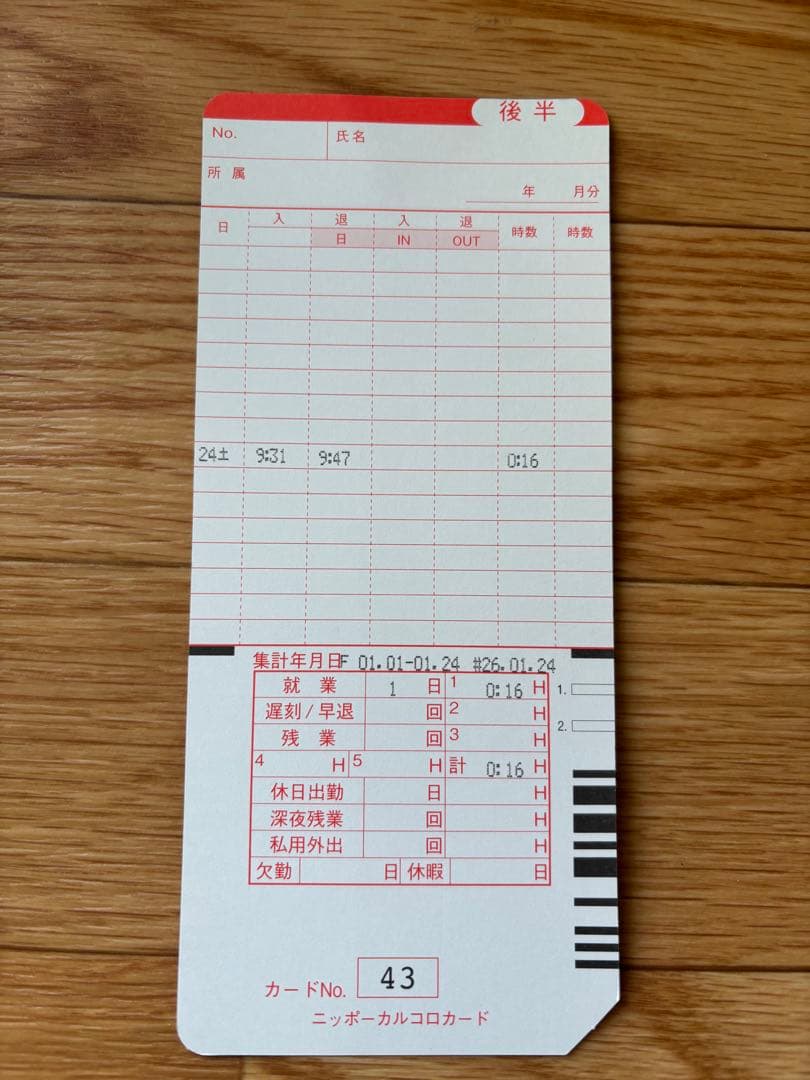 後半
No. 氏名
所属
年 月分
日 入 退 入 退 時数 時数
日 IN OUT
24土 9:31 9:47 0:16
集計年月日F 01.01-01.24 #26.01.24
就業 1 日 1 0:16 H 1.
遅刻/早退 回 2 H 2.
残業 回 3 H
4 H 5 H 計 0:16 H
休日出勤 日 H
深夜残業 回 H
私用外出 回 H
欠勤 日 休暇 日
カードNo. 43
ニッポーカルコロカード